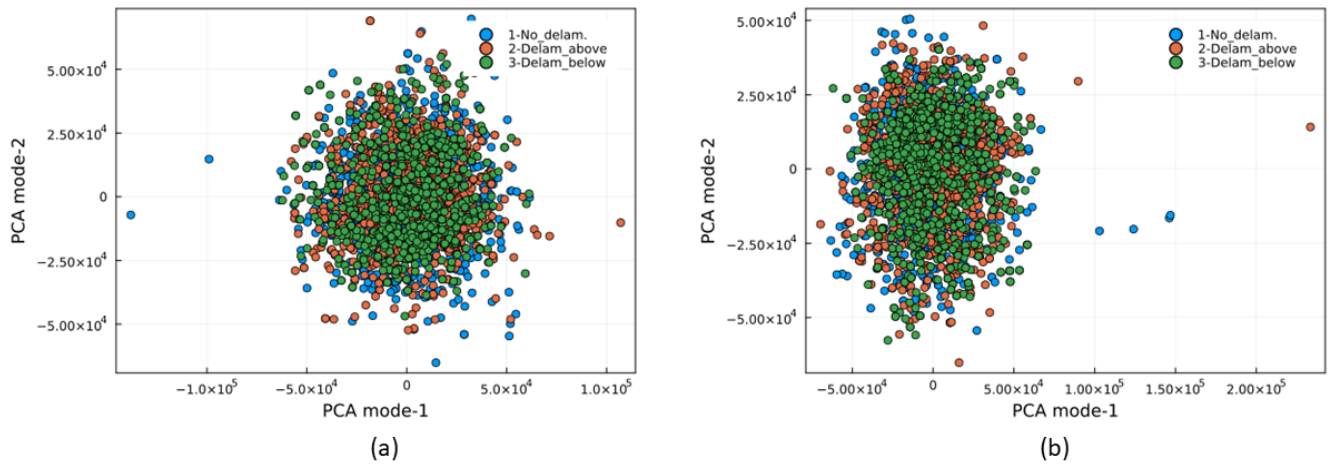 5.00×10⁴
2.50×10⁴
0
−2.50×10⁴
−5.00×10⁴
PCA mode-2
1-No_delam.
2-Delam_above
3-Delam_below
−1.0×10⁵
−5.0×10⁴
0
5.0×10⁴
1.0×10⁵
PCA mode-1
(a)
5.00×10⁴
2.50×10⁴
0
−2.50×10⁴
−5.00×10⁴
PCA mode-2
1-No_delam.
2-Delam_above
3-Delam_below
−5.00×10⁴
0
5.00×10⁴
1.00×10⁵
1.50×10⁵
2.00×10⁵
PCA mode-1
(b)